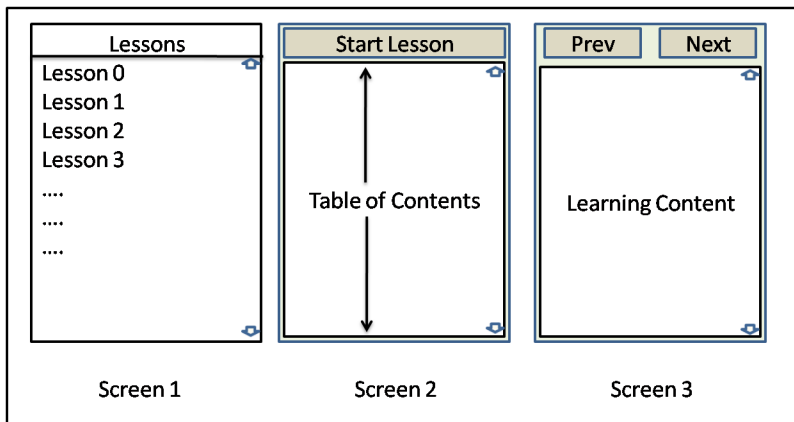 Lessons
Lesson 0
Lesson 1
Lesson 2
Lesson 3
....
....
....
Screen 1
Start Lesson
Table of Contents
Screen 2
Prev
Next
Learning Content
Screen 3